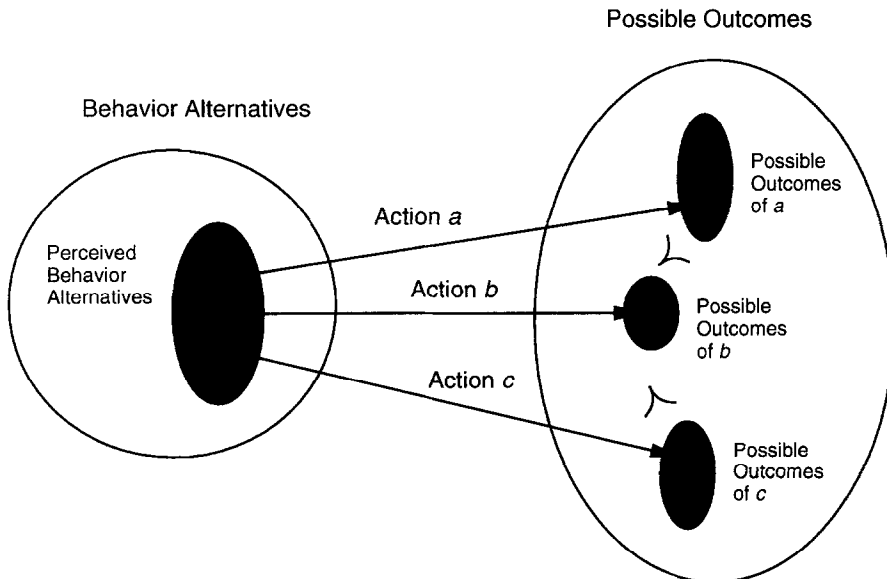 Possible Outcomes
Behavior Alternatives
Possible
Outcomes
of a
Action a
Perceived
Behavior
Alternatives
Action b
Possible
Outcomes
of b
Action c
Possible
Outcomes
of c